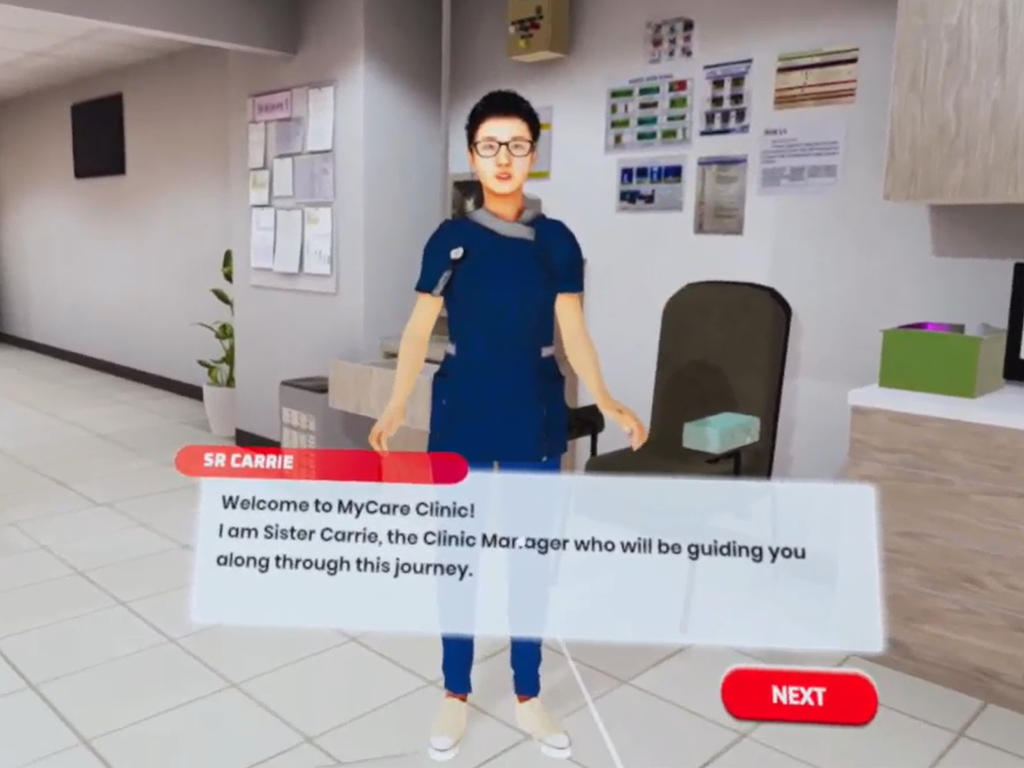 SR CARRIE
Welcome to MyCare Clinic!
I am Sister Carrie, the Clinic Mar.ager who will be guiding you
along through this journey.
NEXT